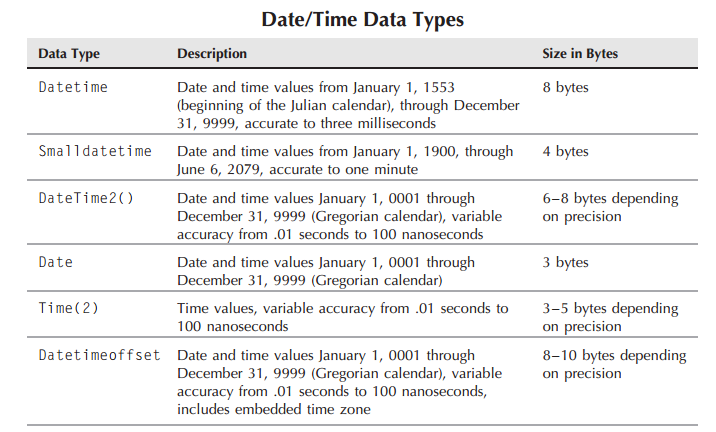 Date/Time Data Types
Data Type Description Size in Bytes
Datetime Date and time values from January 1, 1553 8 bytes
(beginning of the Julian calendar), through December
31, 9999, accurate to three milliseconds
Smalldatetime Date and time values from January 1, 1900, through 4 bytes
June 6, 2079, accurate to one minute
DateTime2() Date and time values January 1, 0001 through 6–8 bytes depending
December 31, 9999 (Gregorian calendar), variable on precision
accuracy from .01 seconds to 100 nanoseconds
Date Date and time values January 1, 0001 through 3 bytes
December 31, 9999 (Gregorian calendar)
Time(2) Time values, variable accuracy from .01 seconds to 3–5 bytes depending
100 nanoseconds on precision
Datetimeoffset Date and time values January 1, 0001 through 8–10 bytes depending
December 31, 9999 (Gregorian calendar), variable on precision
accuracy from .01 seconds to 100 nanoseconds,
includes embedded time zone